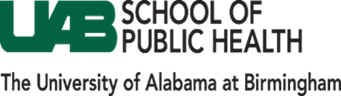 UAB SCHOOL OF
PUBLIC HEALTH
The University of Alabama at Birmingham